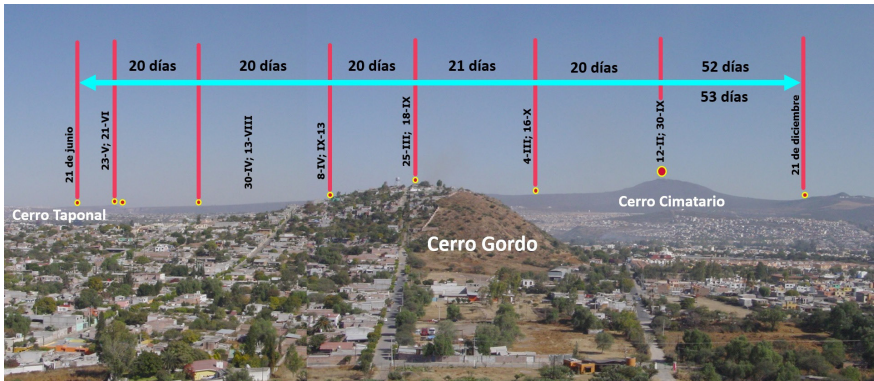 20 días
20 días
20 días
21 días
20 días
52 días
53 días
21 de junio
23-V; 21-VI
30-IV; 13-VIII
8-IV; IX-13
25-III; 18-IX
4-III; 16-X
12-II; 30-IX
21 de diciembre
Cerro Taponal
Cerro Gordo
Cerro Cimatario